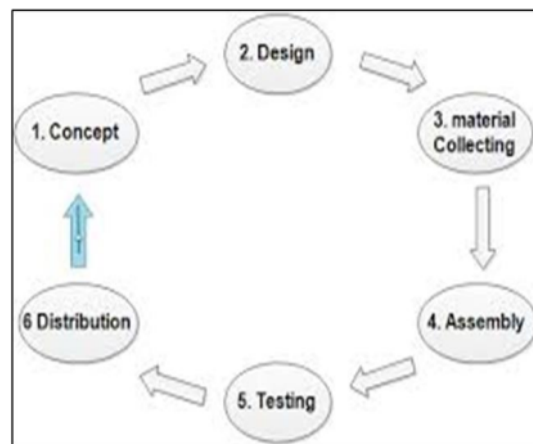 1. Concept
2. Design
3. material
Collecting
4. Assembly
5. Testing
6 Distribution